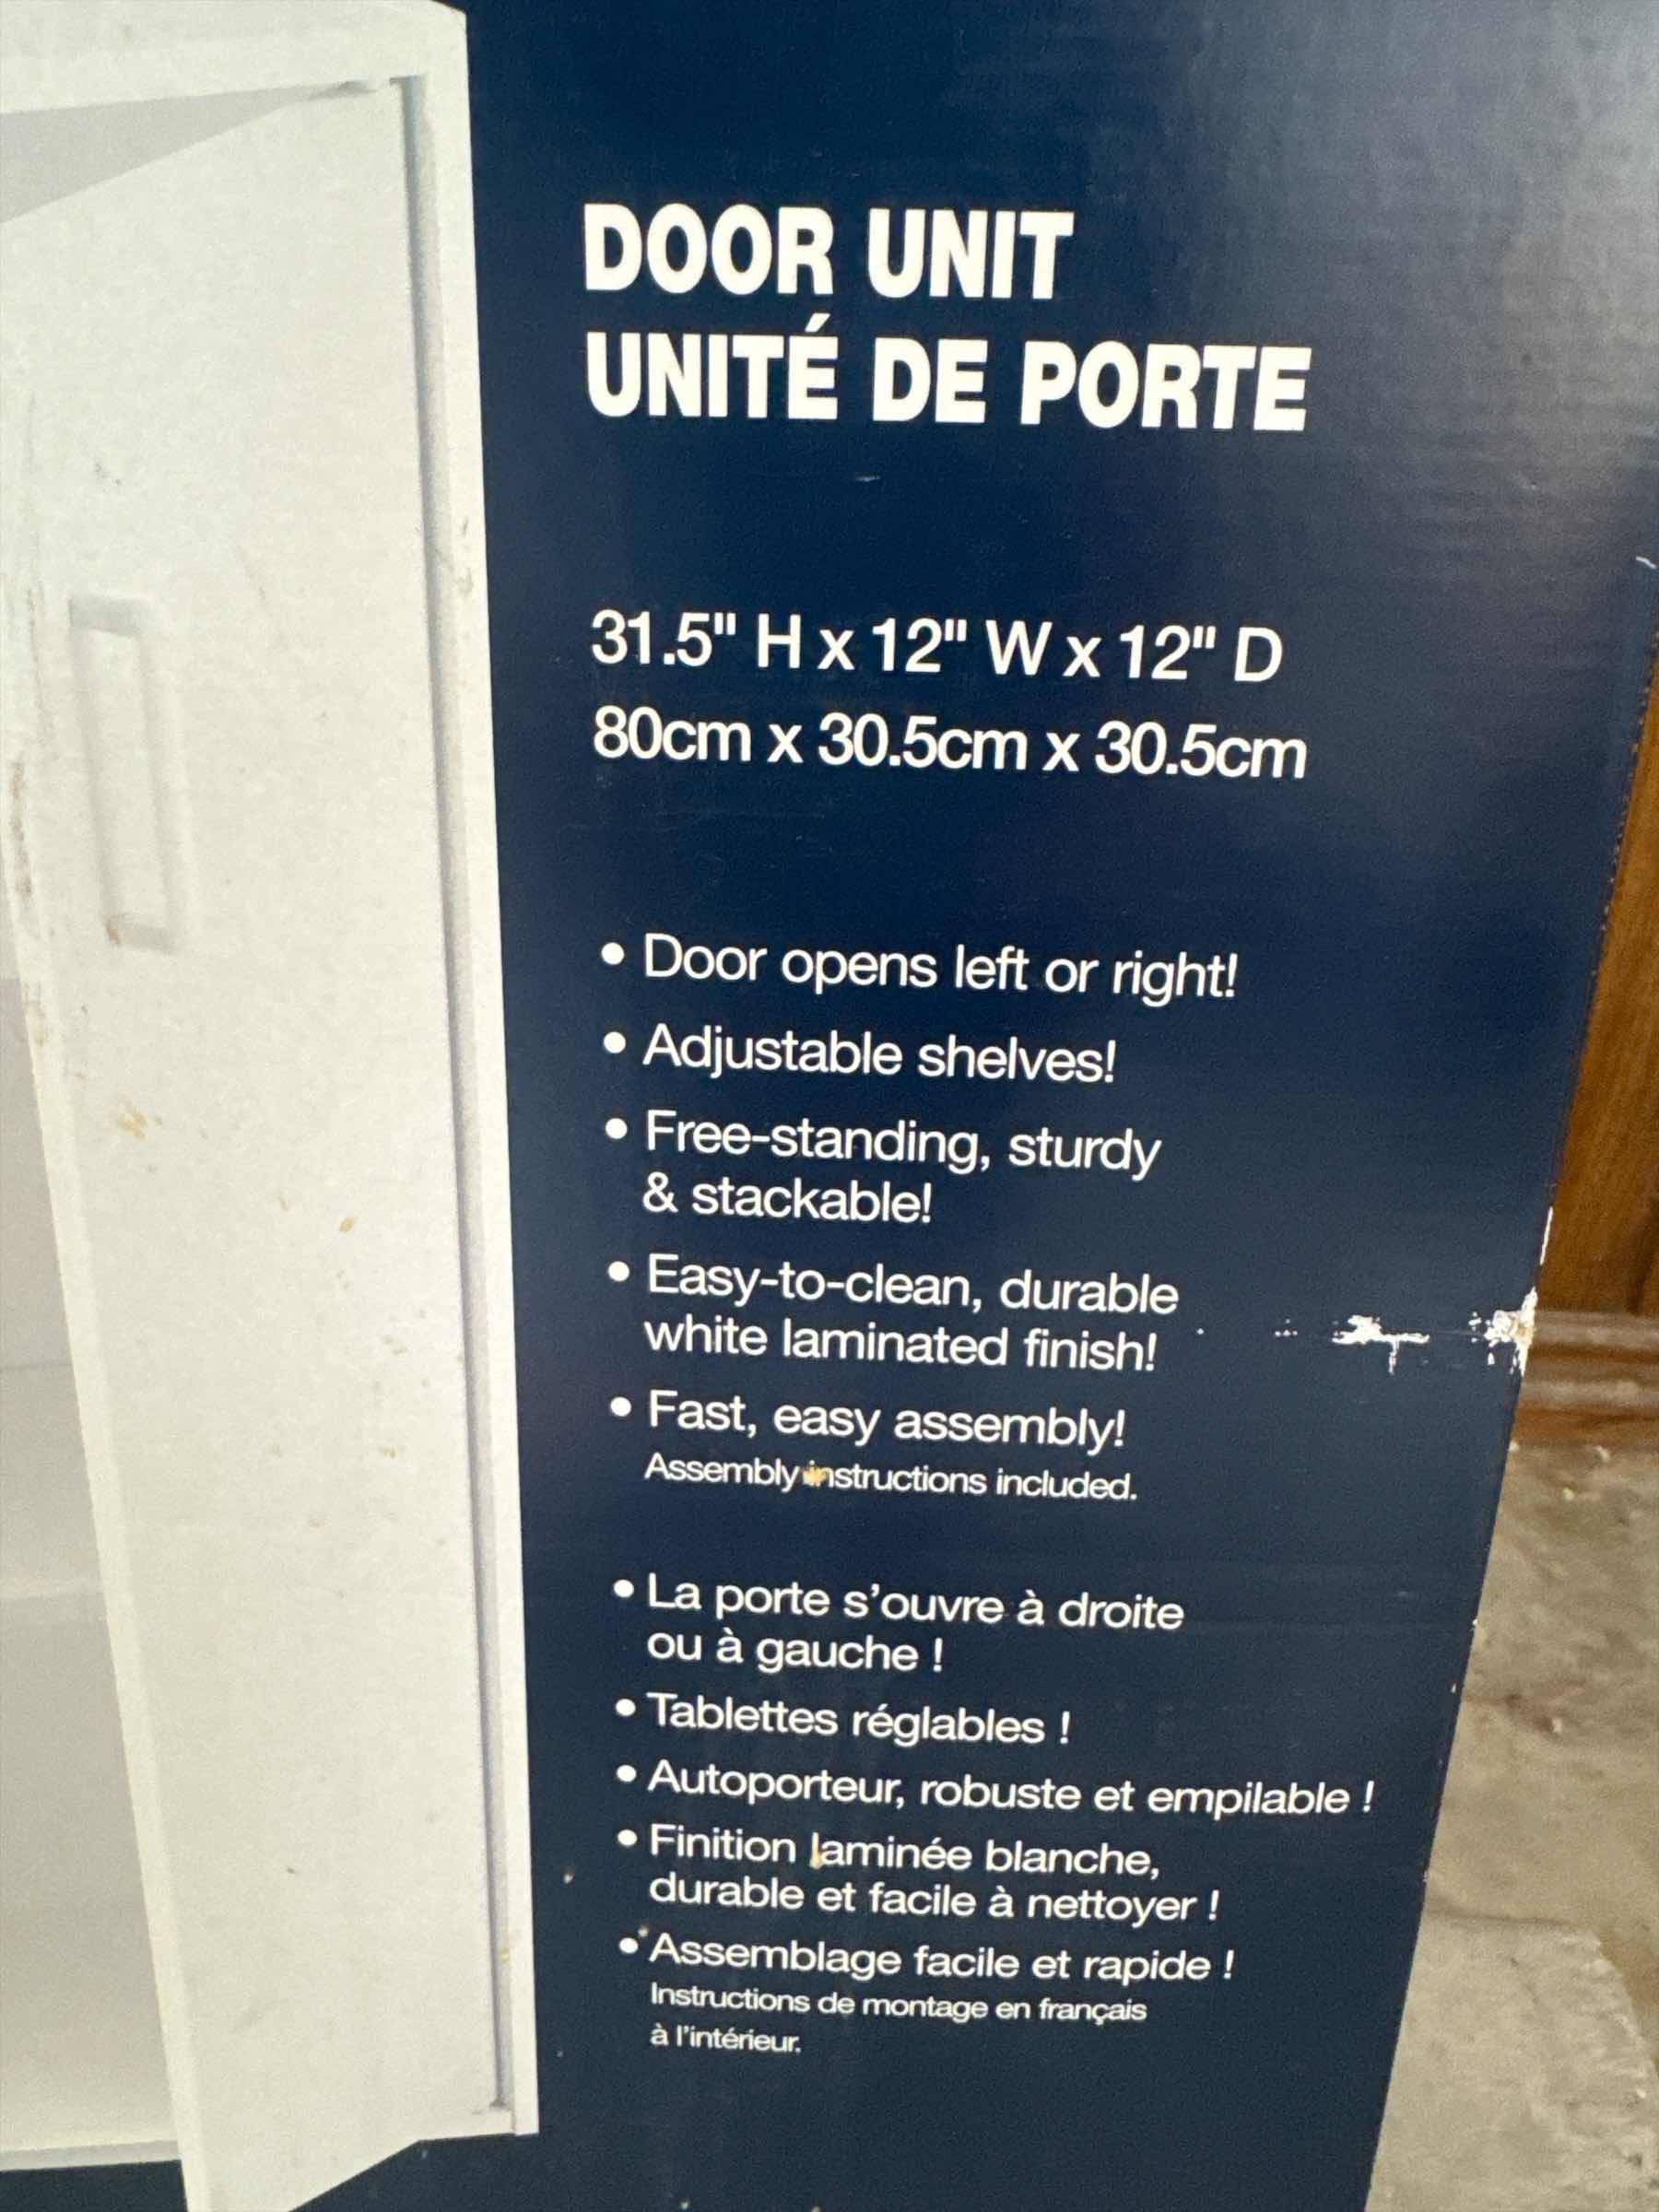 DOOR UNIT
UNITÉ DE PORTE
31.5" H x 12" W x 12" D
80cm x 30.5cm x 30.5cm
• Door opens left or right!
• Adjustable shelves!
• Free-standing, sturdy
& stackable!
• Easy-to-clean, durable
white laminated finish!
• Fast, easy assembly!
Assembly instructions included.
• La porte s'ouvre à droite
ou à gauche !
• Tablettes réglables !
• Autoporteur, robuste et empilable !
• Finition laminée blanche,
durable et facile à nettoyer !
• Assemblage facile et rapide !
Instructions de montage en français
à l'intérieur.